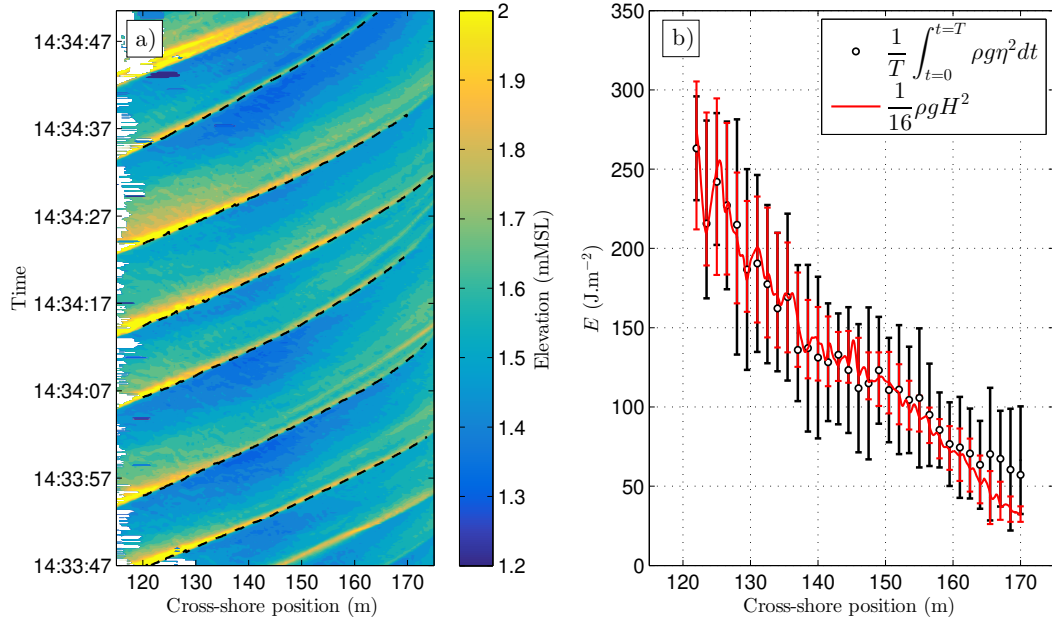 a)
Time
14:34:47
14:34:37
14:34:27
14:34:17
14:34:07
14:33:57
14:33:47
120 130 140 150 160 170
Cross-shore position (m)
2
1.9
1.8
1.7
1.6
1.5
1.4
1.3
1.2
Elevation (mMSL)
b)
E (J.m⁻²)
350
300
250
200
150
100
50
0
120 130 140 150 160 170
Cross-shore position (m)
1/T ∫_{t=0}^{t=T} ρgη²dt
1/16 ρgH²